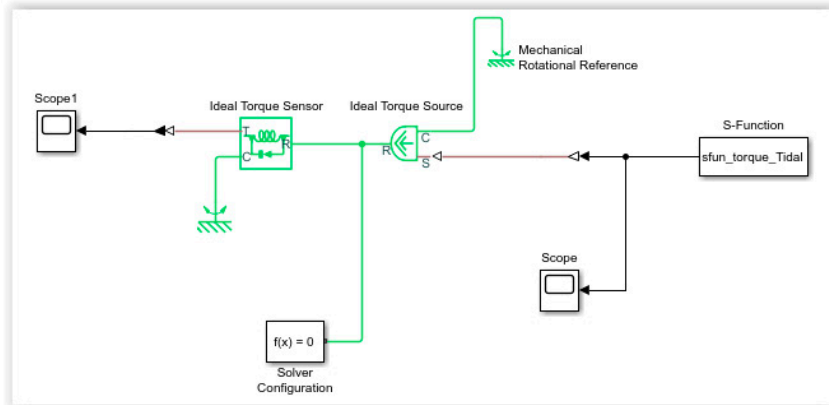 Mechanical
Rotational Reference
Scope1
Ideal Torque Sensor
Ideal Torque Source
S-Function
T
R
C
R
C
S
sfun_torque_Tidal
Scope
f(x) = 0
Solver
Configuration